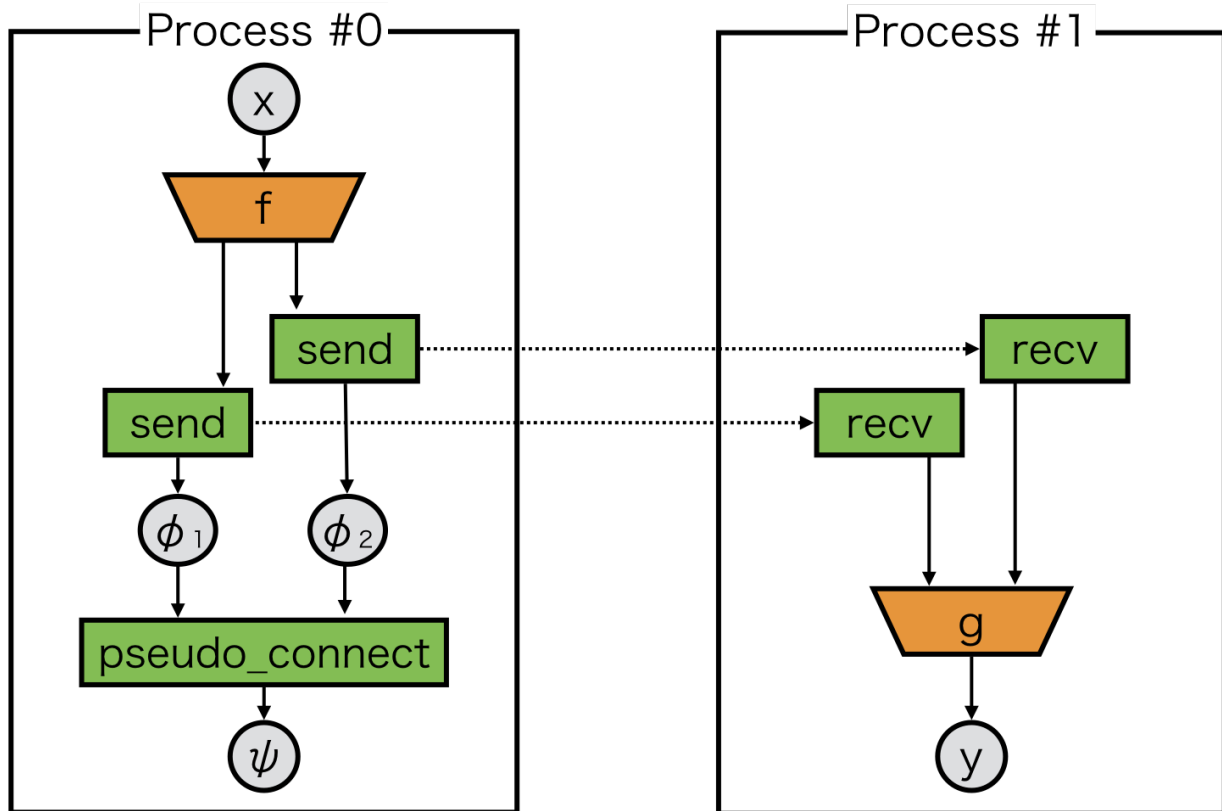 Process #0
x
f
send
send
ϕ1
ϕ2
pseudo_connect
ψ
Process #1
recv
recv
g
y